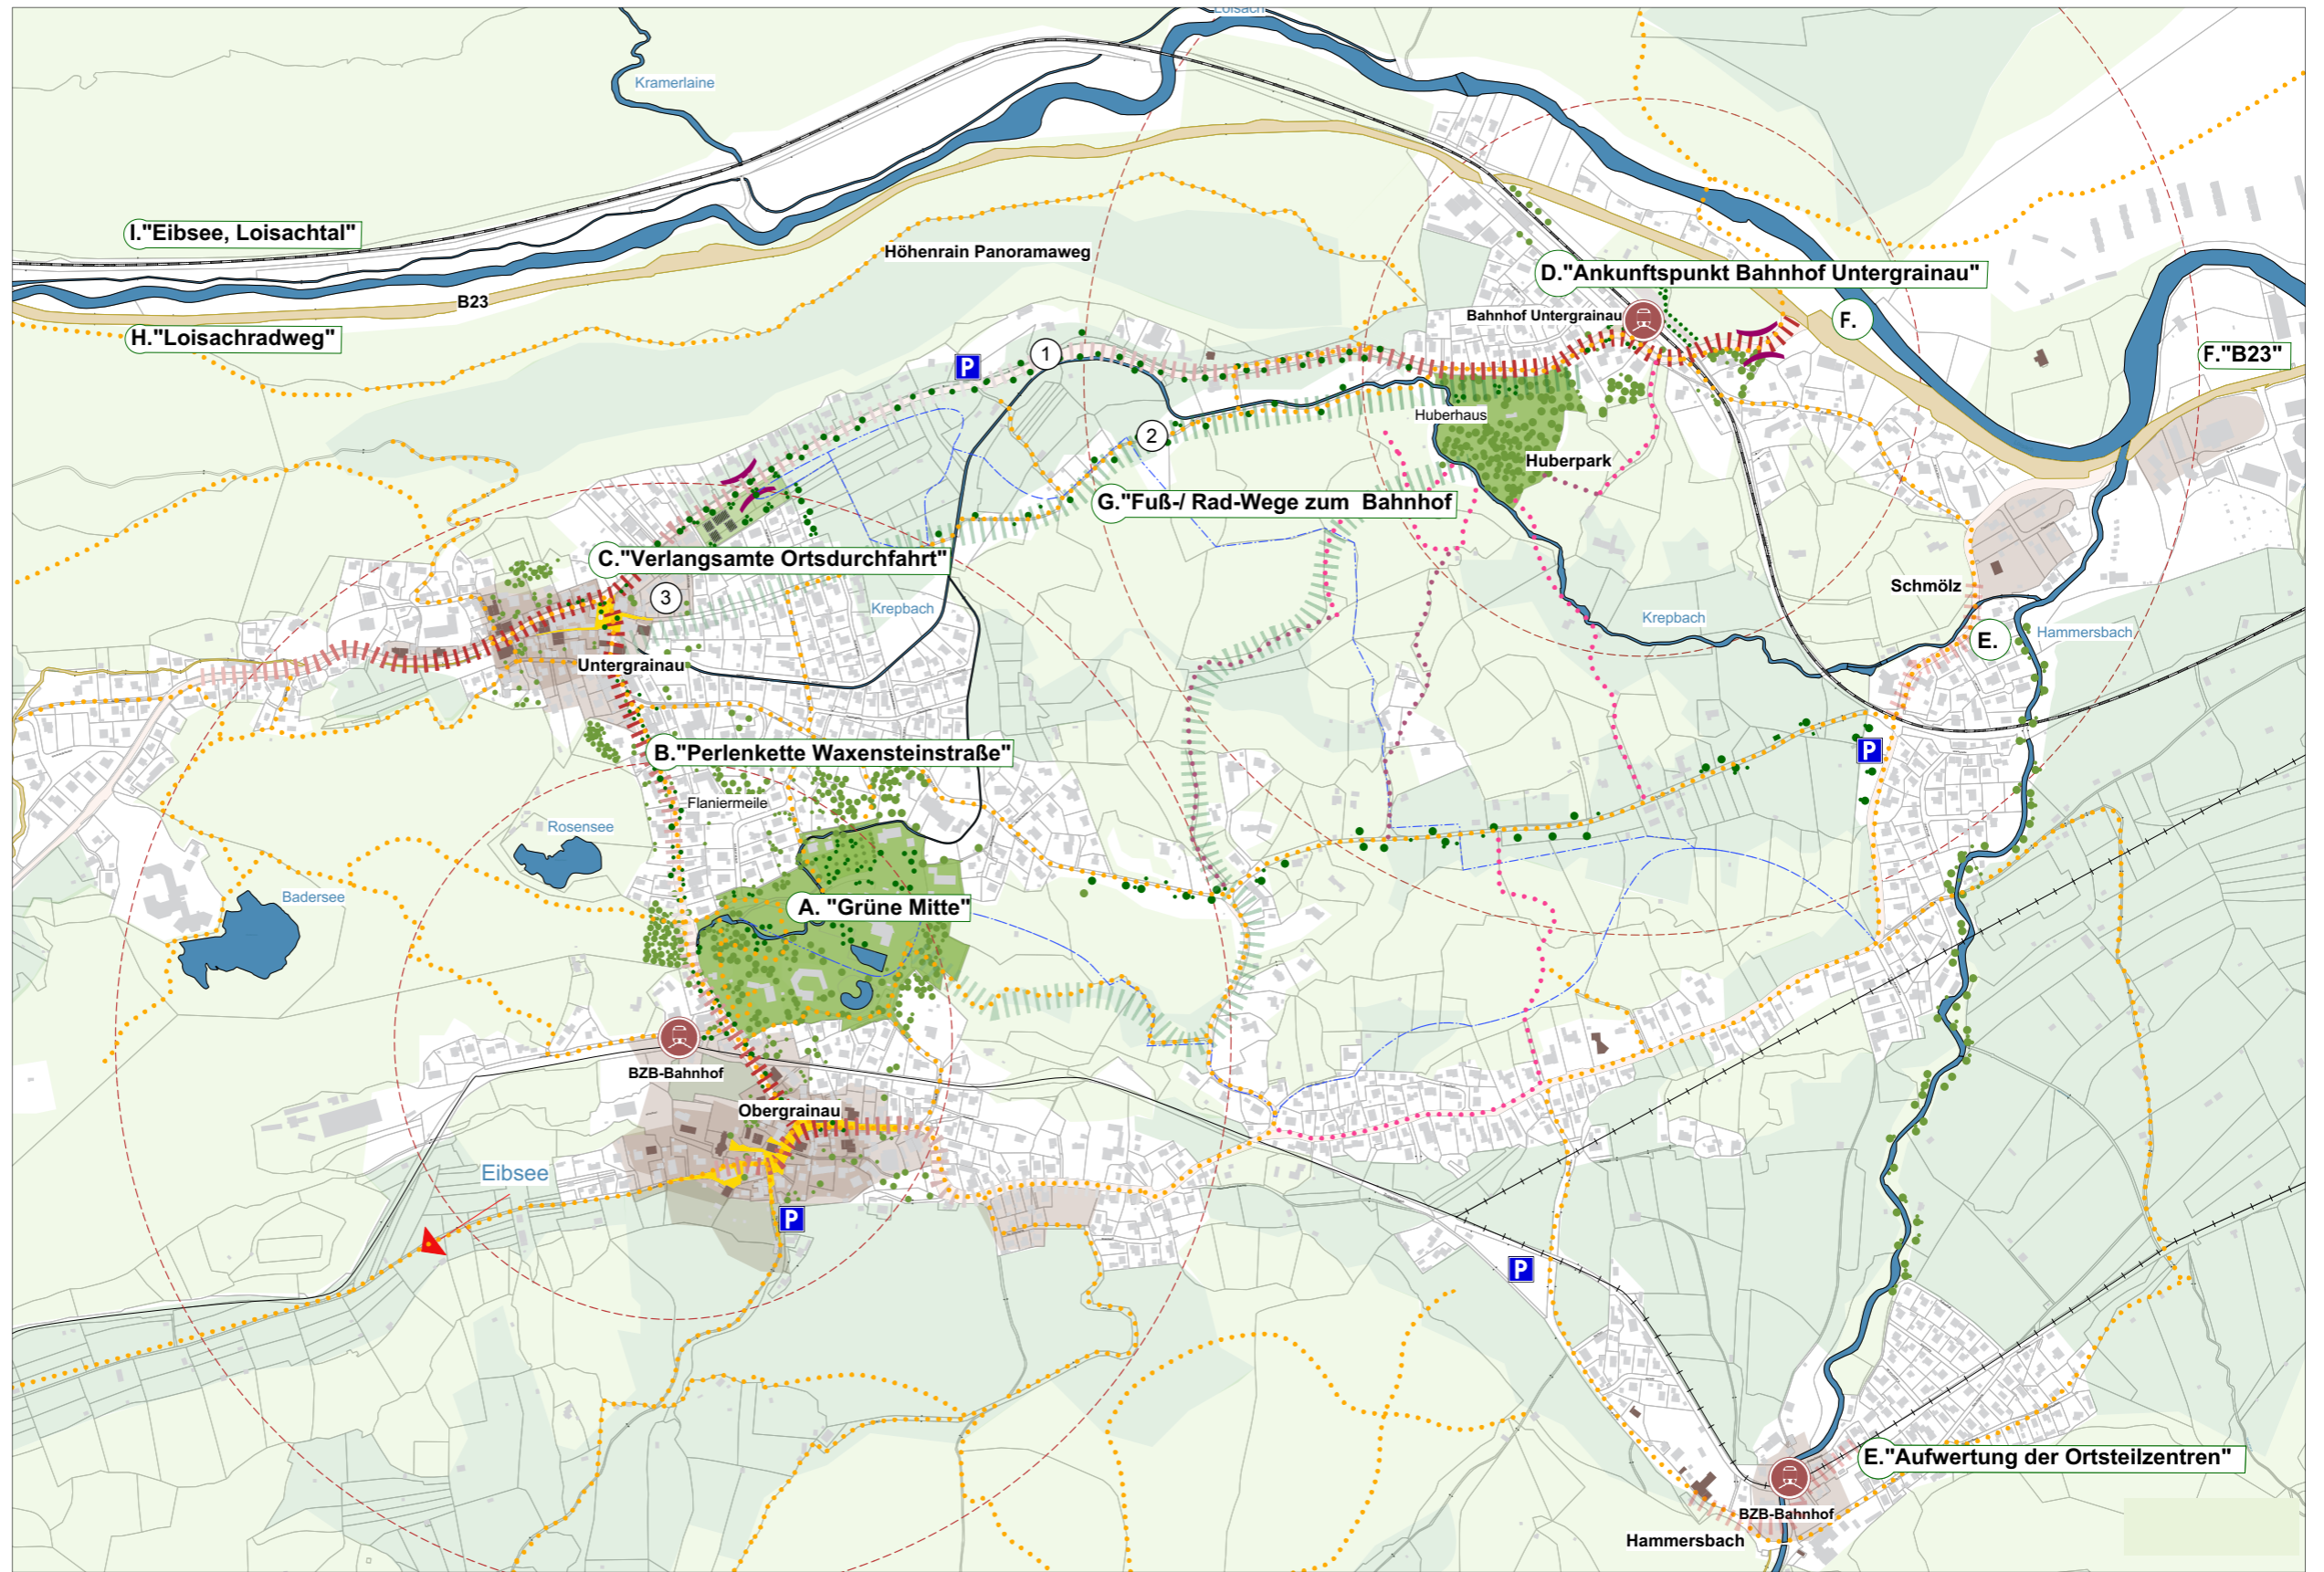 Loisach
Kramerlaine
I."Eibsee, Loisachtal"
Höhenrain Panoramaweg
D."Ankunftspunkt Bahnhof Untergrainau"
B23
Bahnhof Untergrainau
F.
H."Loisachradweg"
F."B23"
P
1
Huberhaus
2
Huberpark
G."Fuß-/ Rad-Wege zum Bahnhof
C."Verlangsamte Ortsdurchfahrt"
3
Krepbach
Schmölz
Krepbach
Hammersbach
E.
Untergrainau
B."Perlenkette Waxensteinstraße"
P
Flaniermeile
Rosensee
Badersee
A. "Grüne Mitte"
BZB-Bahnhof
Obergrainau
Eibsee
P
P
E."Aufwertung der Ortsteilzentren"
BZB-Bahnhof
Hammersbach